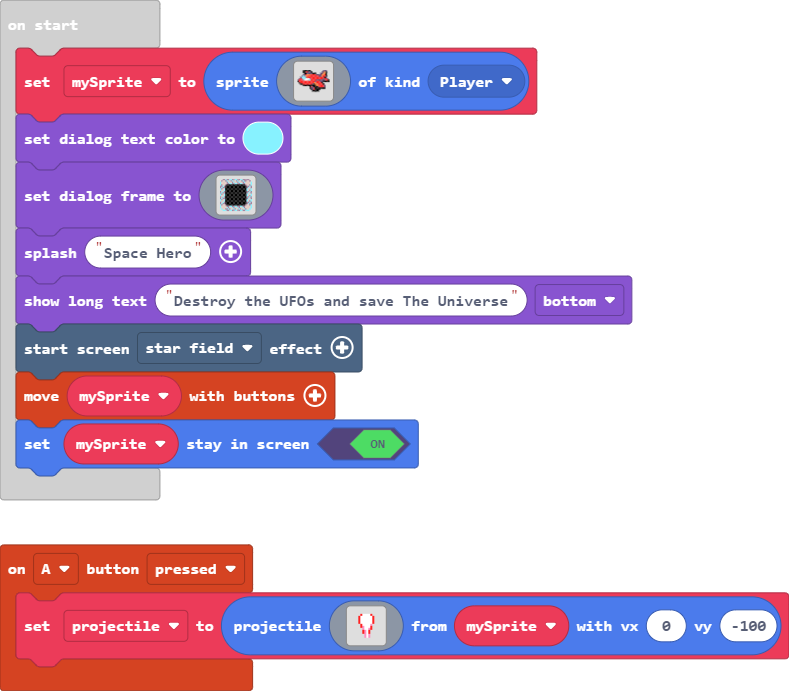 on start
set mySprite to sprite of kind Player
set dialog text color to
set dialog frame to
splash "Space Hero"
show long text "Destroy the UFOs and save The Universe" bottom
start screen star field effect
move mySprite with buttons
set mySprite stay in screen ON
on A button pressed
set projectile to projectile from mySprite with vx 0 vy -100